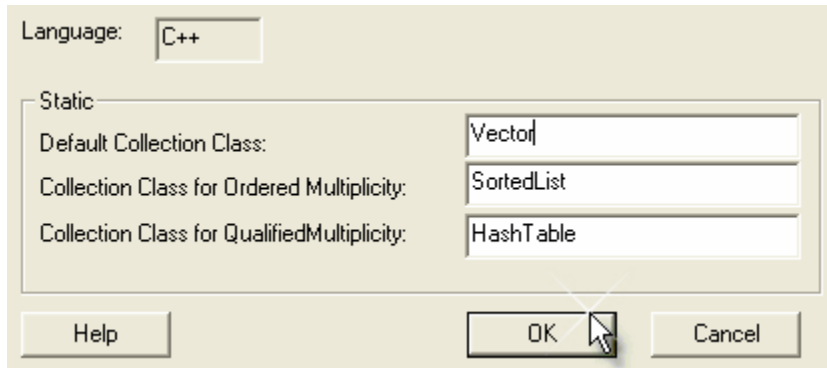 Language: C++
Static
Default Collection Class: Vector
Collection Class for Ordered Multiplicity: SortedList
Collection Class for QualifiedMultiplicity: HashTable
Help OK Cancel